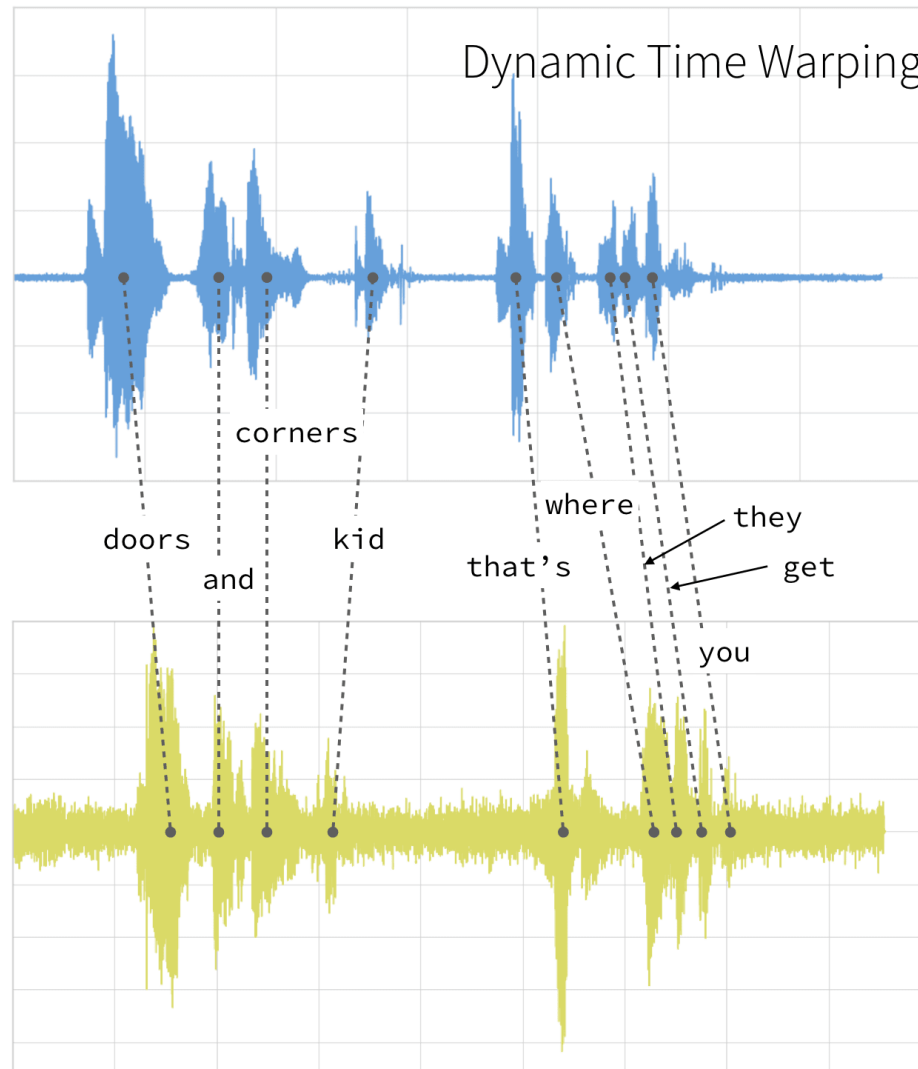 Dynamic Time Warping
corners
where
they
doors
kid
that’s
get
and
you